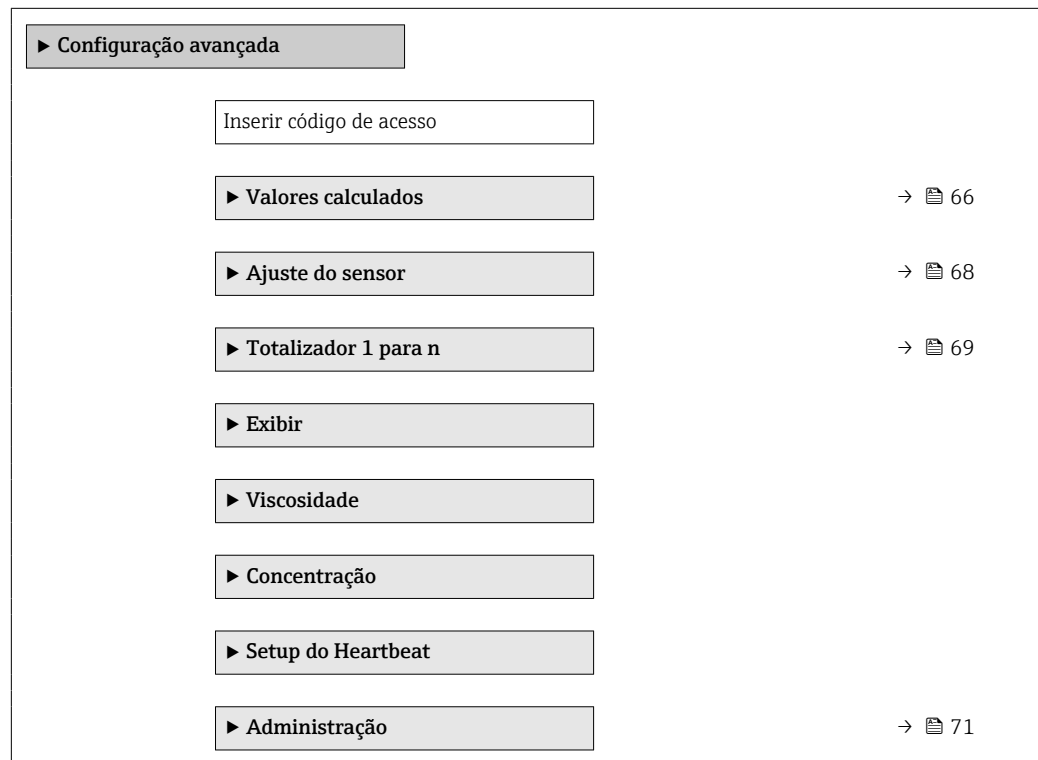 ▶ Configuração avançada
Inserir código de acesso
▶ Valores calculados → 66
▶ Ajuste do sensor → 68
▶ Totalizador 1 para n → 69
▶ Exibir
▶ Viscosidade
▶ Concentração
▶ Setup do Heartbeat
▶ Administração → 71